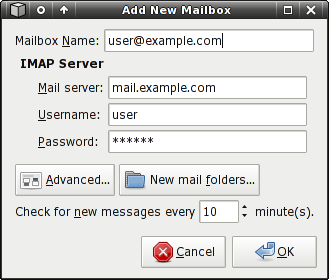 Add New Mailbox
Mailbox Name: user@example.com
IMAP Server
Mail server: mail.example.com
Username: user
Password: ******
Advanced... New mail folders...
Check for new messages every 10 minute(s).
Cancel OK